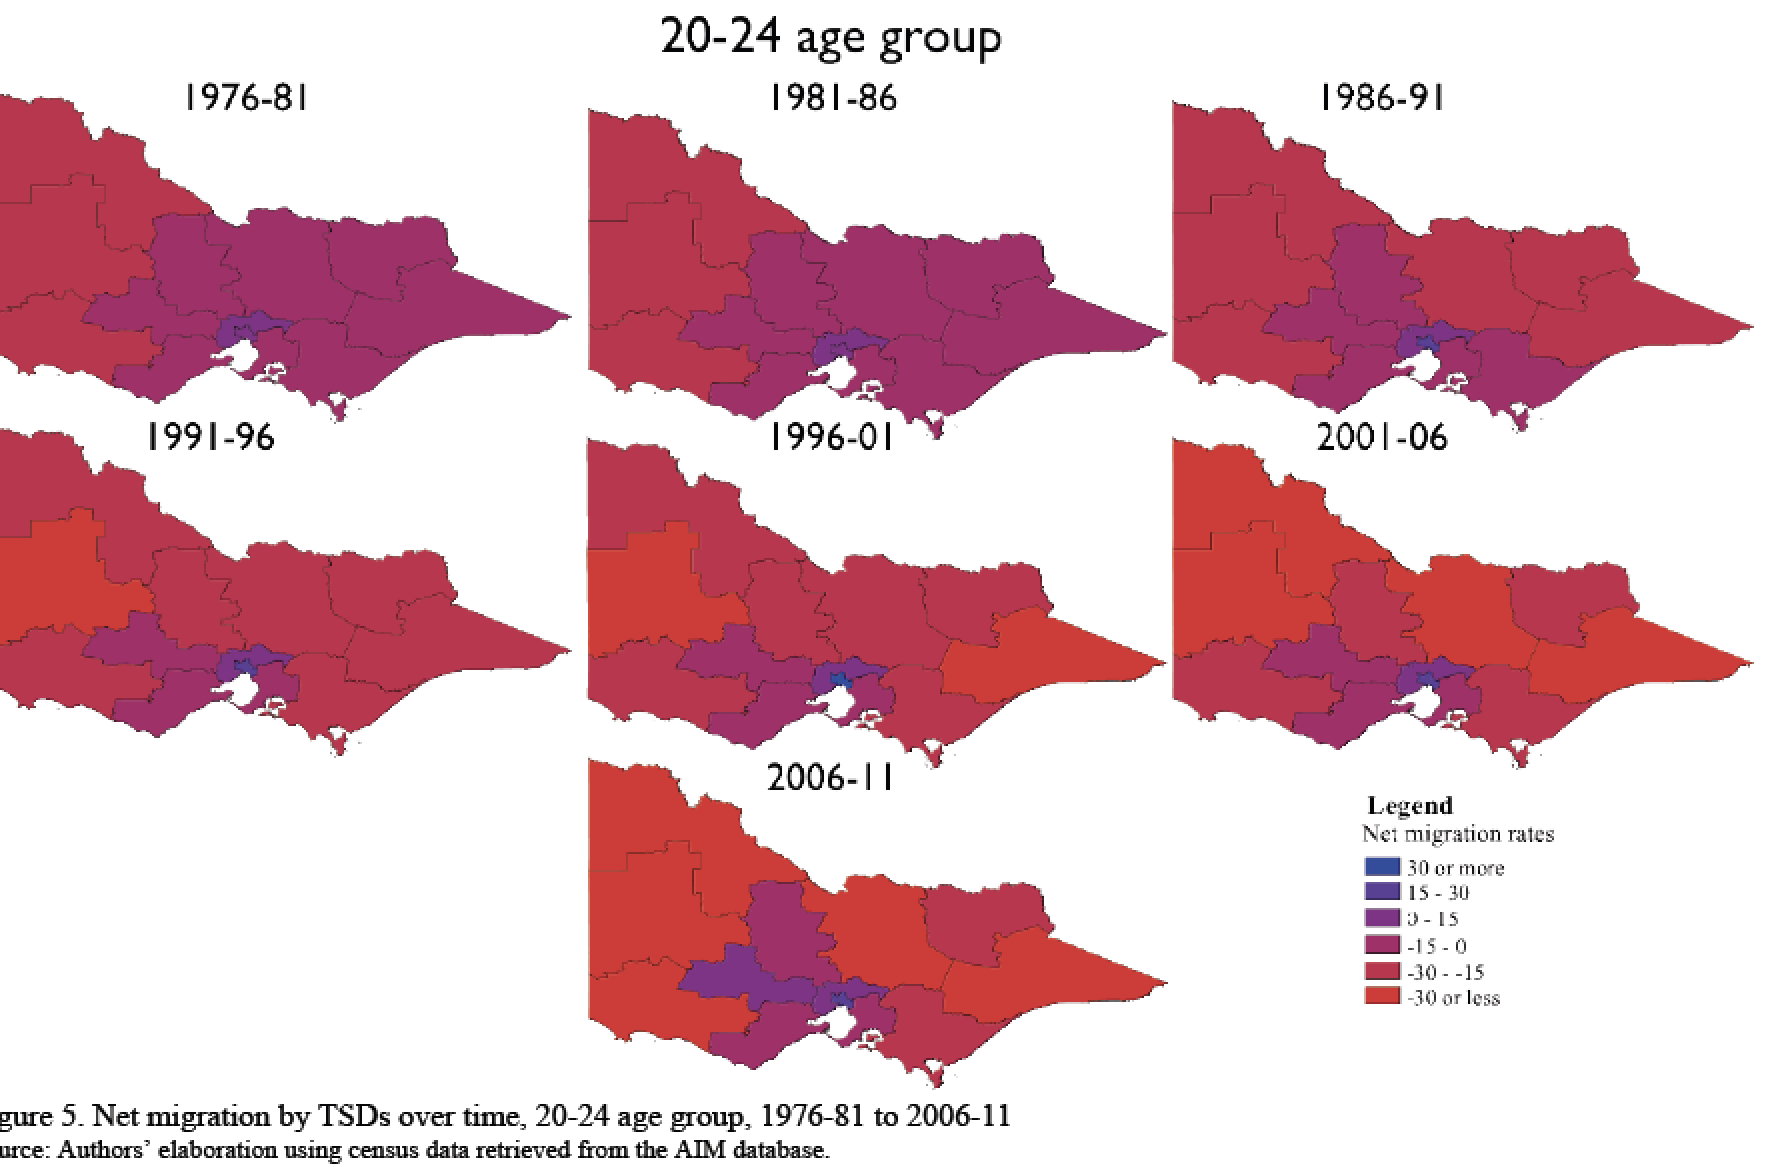 20-24 age group
1976-81
1981-86
1986-91
1991-96
1996-01
2001-06
2006-11
Legend
Net migration rates
30 or more
15 - 30
0 - 15
-15 - 0
-30 - -15
-30 or less
gure 5. Net migration by TSDs over time, 20-24 age group, 1976-81 to 2006-11
urce: Authors’ elaboration using census data retrieved from the AIM database.